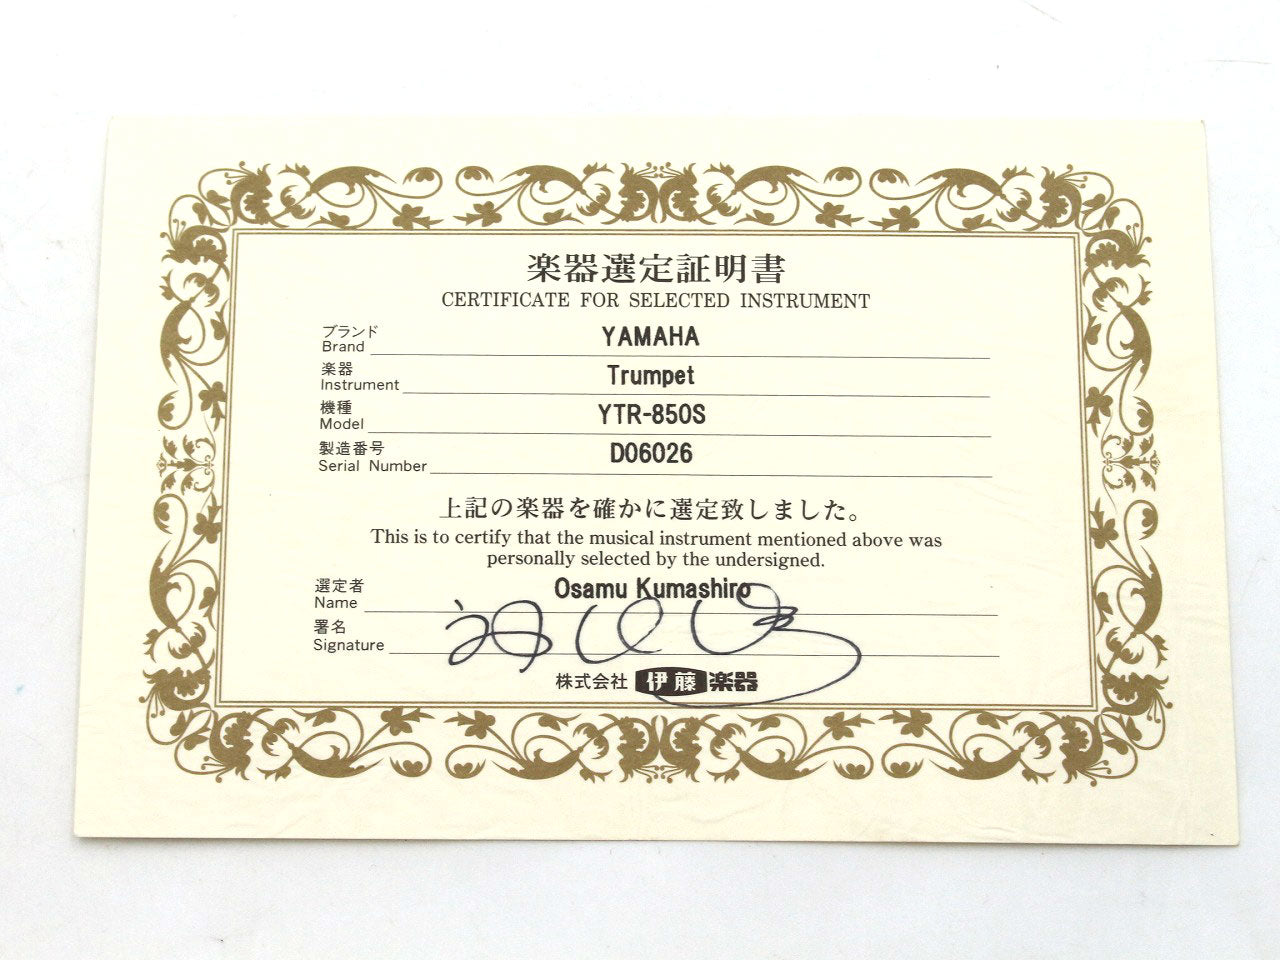 楽器選定証明書
CERTIFICATE FOR SELECTED INSTRUMENT
ブランド
Brand YAMAHA
楽器
Instrument Trumpet
機種
Model YTR-850S
製造番号
Serial Number D06026
上記の楽器を確かに選定致しました。
This is to certify that the musical instrument mentioned above was
personally selected by the undersigned.
選定者
Name Osamu Kumashiro
署名
Signature
株式会社 伊藤楽器